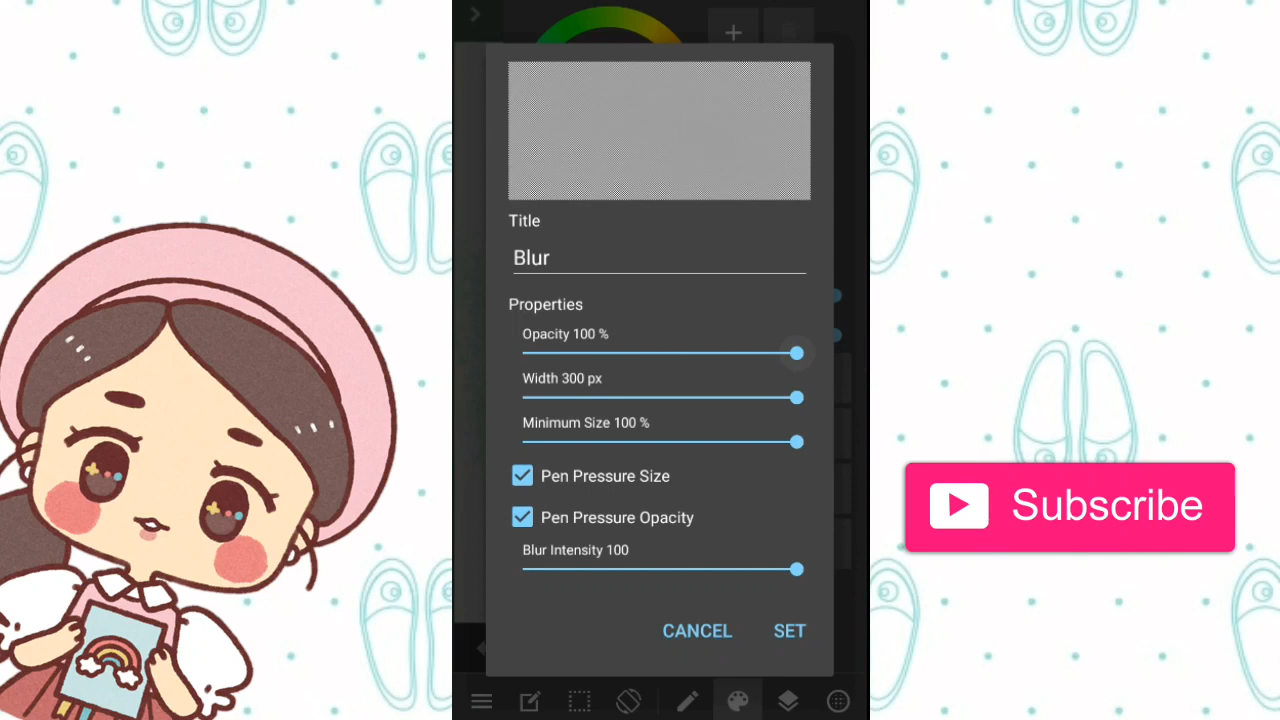 Title
Blur
Properties
Opacity 100 %
Width 300 px
Minimum Size 100 %
Pen Pressure Size
Pen Pressure Opacity
Blur Intensity 100
CANCEL SET
Subscribe